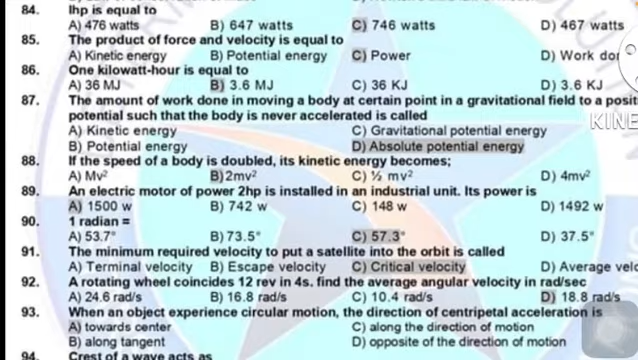 84. Ihp is equal to
A) 476 watts B) 647 watts C) 746 watts D) 467 watts
85. The product of force and velocity is equal to
A) Kinetic energy B) Potential energy C) Power D) Work
86. One kilowatt-hour is equal to
A) 36 MJ B) 3.6 MJ C) 36 KJ D) 3.6 KJ
87. The amount of work done in moving a body at certain point in a gravitational field to a
potential such that the body is never accelerated is called
KINE
A) Kinetic energy C) Gravitational potential energy
B) Potential energy D) Absolute potential energy
88. If the speed of a body is doubled, its kinetic energy becomes;
A) Mv² B) 2mv² C) ½ mv² D) 4mv²
89. An electric motor of power 2hp is installed in an industrial unit. Its power is
A) 1500 w B) 742 w C) 148 w D) 1492 w
90. 1 radian =
A) 53.7° B) 73.5° C) 57.3° D) 37.5°
91. The minimum required velocity to put a satellite into the orbit is called
A) Terminal velocity B) Escape velocity C) Critical velocity D) Average
92. A rotating wheel coincides 12 rev in 4s. find the average angular velocity in rad/sec
A) 24.6 rad/s B) 16.8 rad/s C) 10.4 rad/s D) 18.8 rad/s
93. When an object experience circular motion, the direction of centripetal acceleration is
A) towards center C) along the direction of motion
B) along tangent D) opposite of the direction of motion
94. Crest of a wave acts as